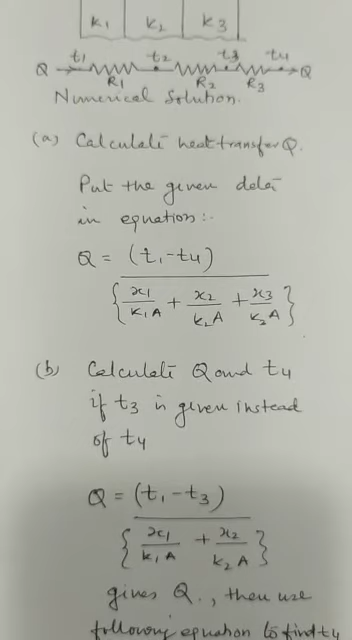 k1 k2 k3
t1 t2 t3 t4
Q Q
R1 R2 R3
Numerical Solution.
(a) Calculate heat transfer Q.
Put the given data
in equation:-
Q = (t1-t4)
{x1/k1A + x2/k2A + x3/k3A}
(b) Calculate Q and t4
if t3 is given instead
of t4
Q = (t1-t3)
{x1/k1A + x2/k2A}
gives Q., then use
following equation to find t4